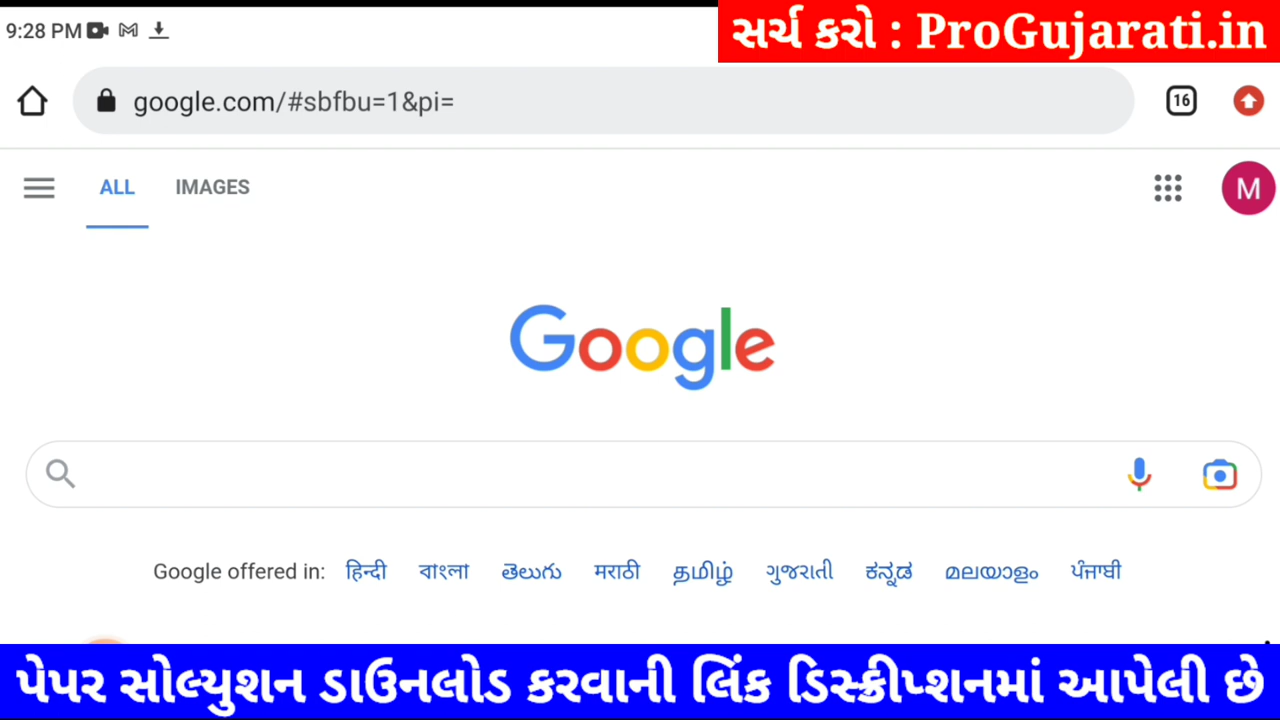 9:28 PM
સર્ચ કરો : ProGujarati.in
google.com/#sbfbu=1&pi=
16
ALL IMAGES
M
Google
Google offered in: हिन्दी বাংলা తెలుగు मराठी தமிழ் ગુજરાતી ಕನ್ನಡ മലയാളം ਪੰਜਾਬੀ
પેપર સોલ્યુશન ડાઉનલોડ કરવાની લિંક ડિસ્ક્રીપ્શનમાં આપેલી છે